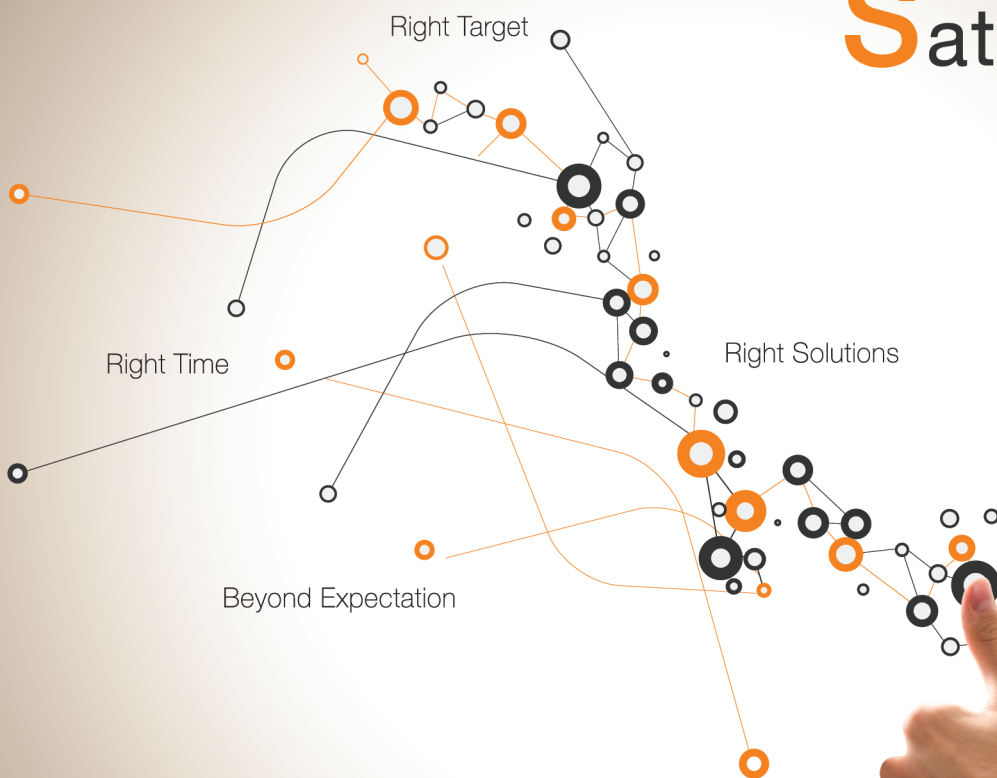 Right Target
Sat
Right Time
Right Solutions
Beyond Expectation